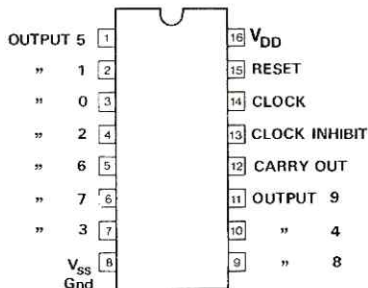 OUTPUT 5 1
" 1 2
" 0 3
" 2 4
" 6 5
" 7 6
" 3 7
VSS 8
Gnd
16 VDD
15 RESET
14 CLOCK
13 CLOCK INHIBIT
12 CARRY OUT
11 OUTPUT 9
10 " 4
9 " 8